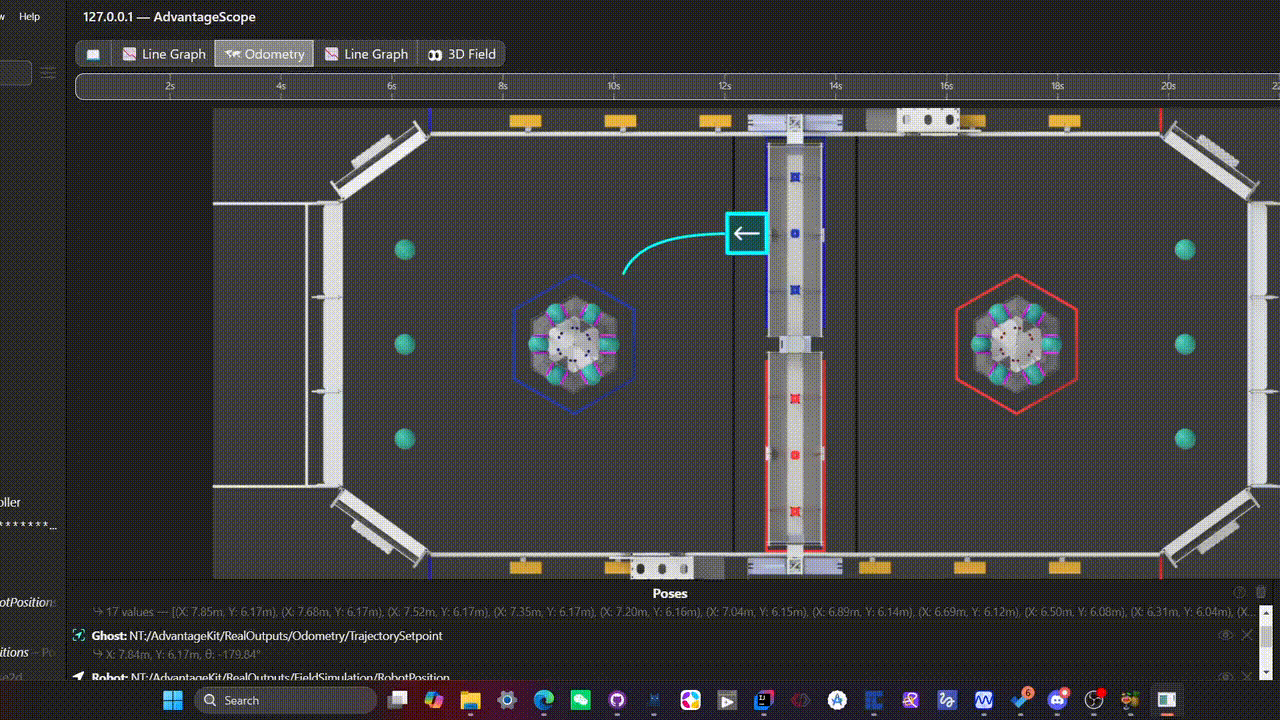 w Help 127.0.0.1 — AdvantageScope
Line Graph Odometry Line Graph 3D Field
2s 4s 6s 8s 10s 12s 14s 16s 18s 20s 22
Poses
17 values — [(X: 7.85m, Y: 6.17m), (X: 7.68m, Y: 6.17m), (X: 7.52m, Y: 6.17m), (X: 7.35m, Y: 6.17m), (X: 7.20m, Y: 6.16m), (X: 7.04m, Y: 6.15m), (X: 6.89m, Y: 6.14m), (X: 6.69m, Y: 6.12m), (X: 6.50m, Y: 6.08m), (X: 6.31m, Y: 6.04m), (X...
Ghost: NT:/AdvantageKit/RealOutputs/Odometry/TrajectorySetpoint
X: 7.84m, Y: 6.17m, θ: -179.84°
Robot: NT:/AdvantageKit/RealOutputs/FieldSimulation/RobotPosition
oller
*******...
otPositions
itions — Po
se2d
Search
6